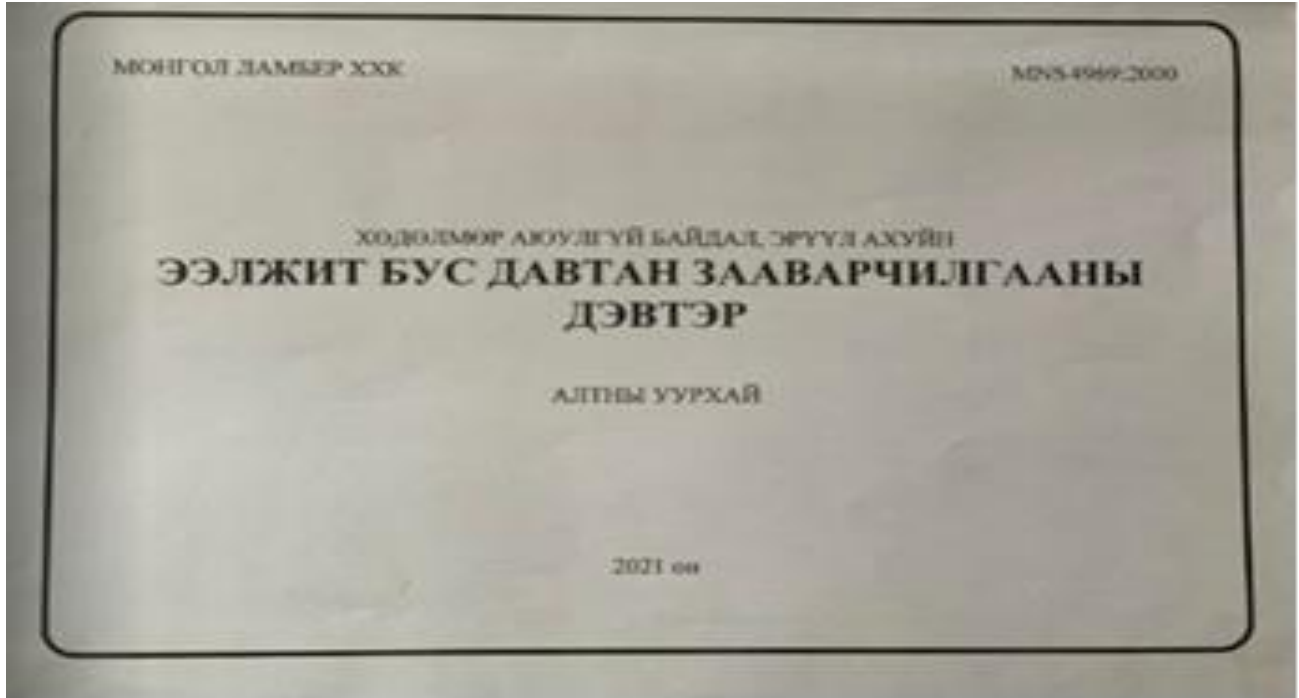 МОНГОЛ ЛАМБЕР ХХК
MNS 4969:2000
ХӨДӨЛМӨР АЮУЛГҮЙ БАЙДАЛ, ЭРҮҮЛ АХУЙН
ЭЭЛЖИТ БУС ДАВТАН ЗААВАРЧИЛГААНЫ
ДЭВТЭР
АЛТНЫ УУРХАЙ
2021 он